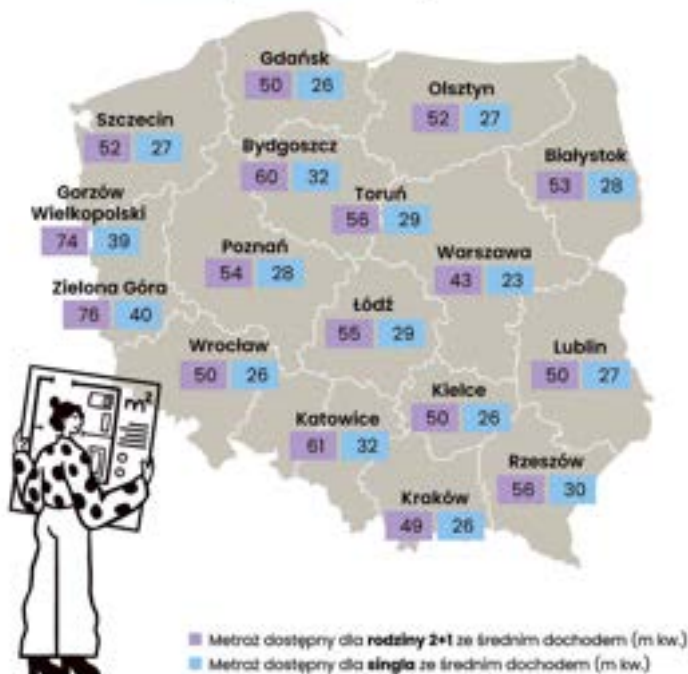 Gdańsk
50 26
Olsztyn
52 27
Szczecin
52 27
Bydgoszcz
60 32
Białystok
53 28
Toruń
56 29
Gorzów
Wielkopolski
74 39
Poznań
54 28
Warszawa
43 23
Zielona Góra
76 40
Łódź
55 29
Wrocław
50 26
Lublin
50 27
Kielce
50 26
Katowice
61 32
Rzeszów
56 30
Kraków
49 26
m²
Metraż dostępny dla rodziny 2+1 ze średnim dochodem (m kw.)
Metraż dostępny dla singla ze średnim dochodem (m kw.)